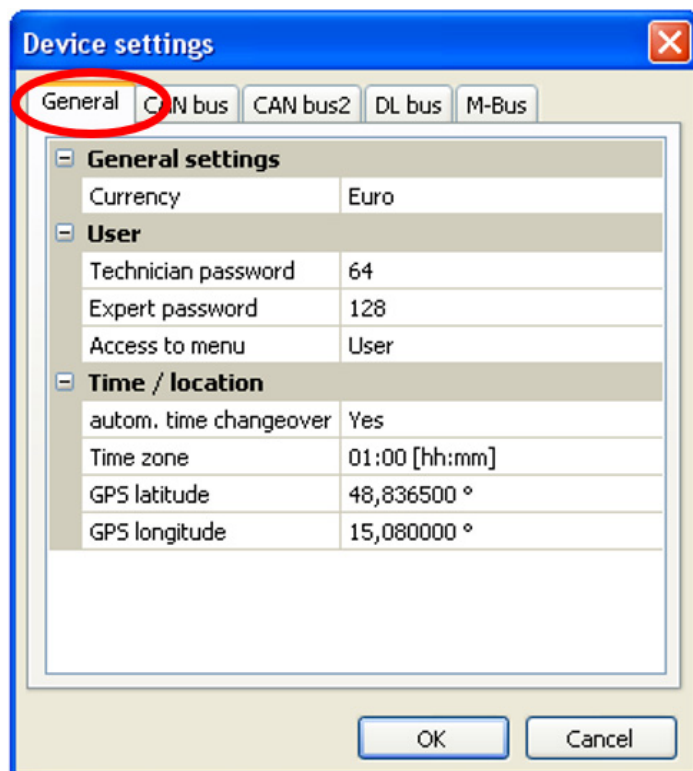 Device settings
General CAN bus CAN bus2 DL bus M-Bus
General settings
Currency Euro
User
Technician password 64
Expert password 128
Access to menu User
Time / location
autom. time changeover Yes
Time zone 01:00 [hh:mm]
GPS latitude 48,836500 °
GPS longitude 15,080000 °
OK Cancel